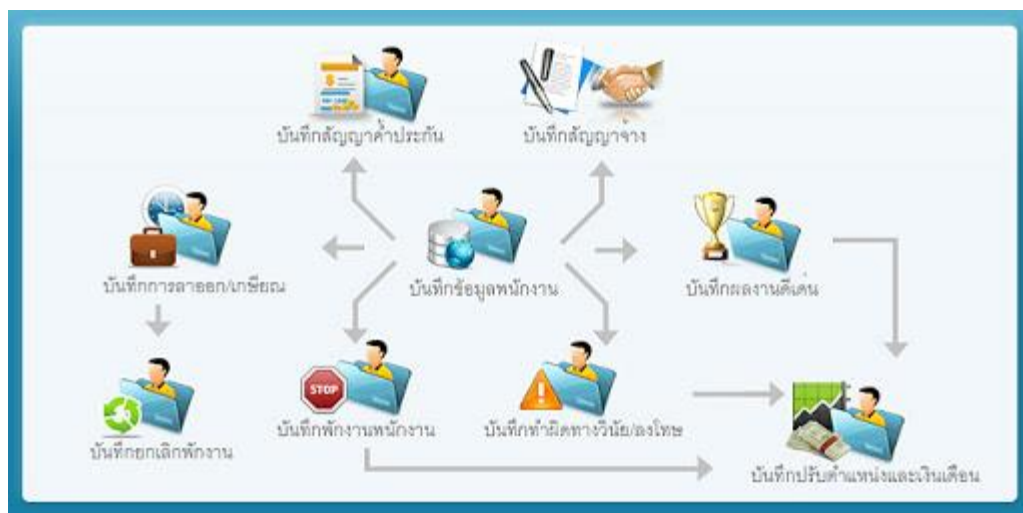 บันทึกสัญญาค้ำประกัน
บันทึกสัญญาจ้าง
บันทึกการลาออก/เกษียณ
บันทึกข้อมูลพนักงาน
บันทึกผลงานดีเด่น
STOP
บันทึกยกเลิกพักงาน
บันทึกพักงานพนักงาน
บันทึกทำผิดทางวินัย/ลงโทษ
บันทึกปรับตำแหน่งและเงินเดือน